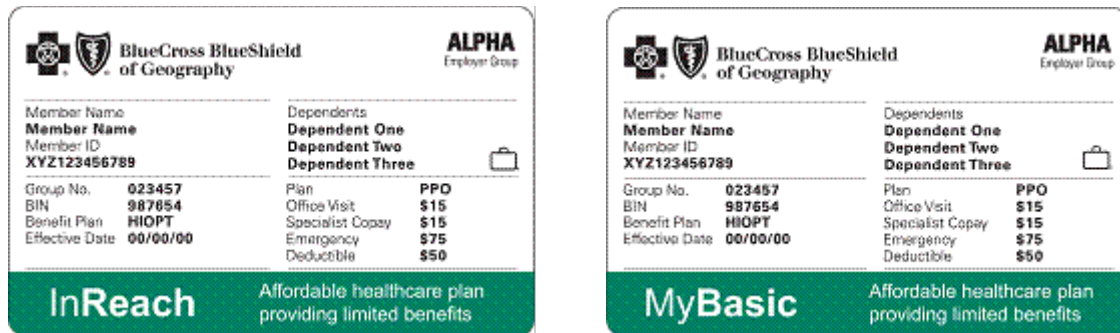 BlueCross BlueShield
of Geography
ALPHA
Employer Group
Member Name
Member Name
Member ID
XYZ123456789
Dependents
Dependent One
Dependent Two
Dependent Three
Group No. 023457
BIN 987654
Benefit Plan HIOPT
Effective Date 00/00/00
Plan PPO
Office Visit $15
Specialist Copay $15
Emergency $75
Deductible $50
InReach
Affordable healthcare plan
providing limited benefits
BlueCross BlueShield
of Geography
ALPHA
Employer Group
Member Name
Member Name
Member ID
XYZ123456789
Dependents
Dependent One
Dependent Two
Dependent Three
Group No. 023457
BIN 987654
Benefit Plan HIOPT
Effective Date 00/00/00
Plan PPO
Office Visit $15
Specialist Copay $15
Emergency $75
Deductible $50
MyBasic
Affordable healthcare plan
providing limited benefits